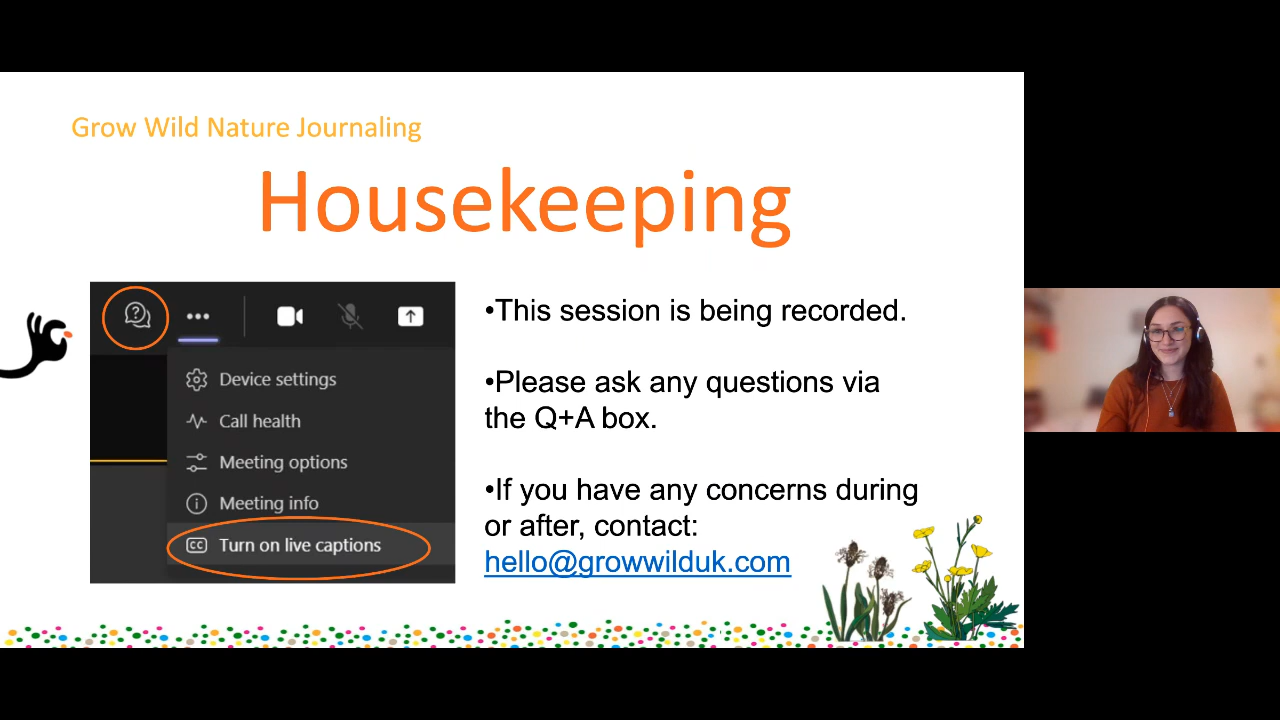 Grow Wild Nature Journaling
Housekeeping
Device settings
Call health
Meeting options
Meeting info
CC Turn on live captions
•This session is being recorded.
•Please ask any questions via
the Q+A box.
•If you have any concerns during
or after, contact:
hello@growwilduk.com